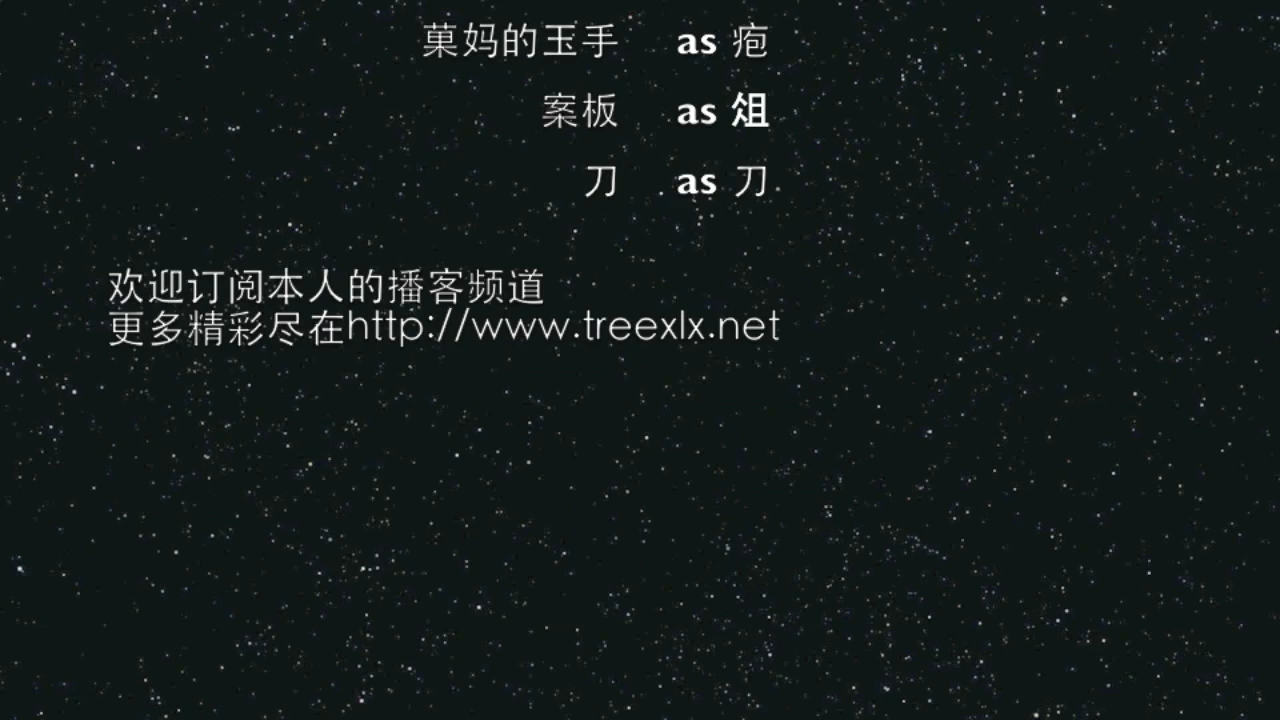 菓妈的玉手 as 疱
案板 as 俎
刀 as 刀
欢迎订阅本人的播客频道
更多精彩尽在http://www.treexlx.net